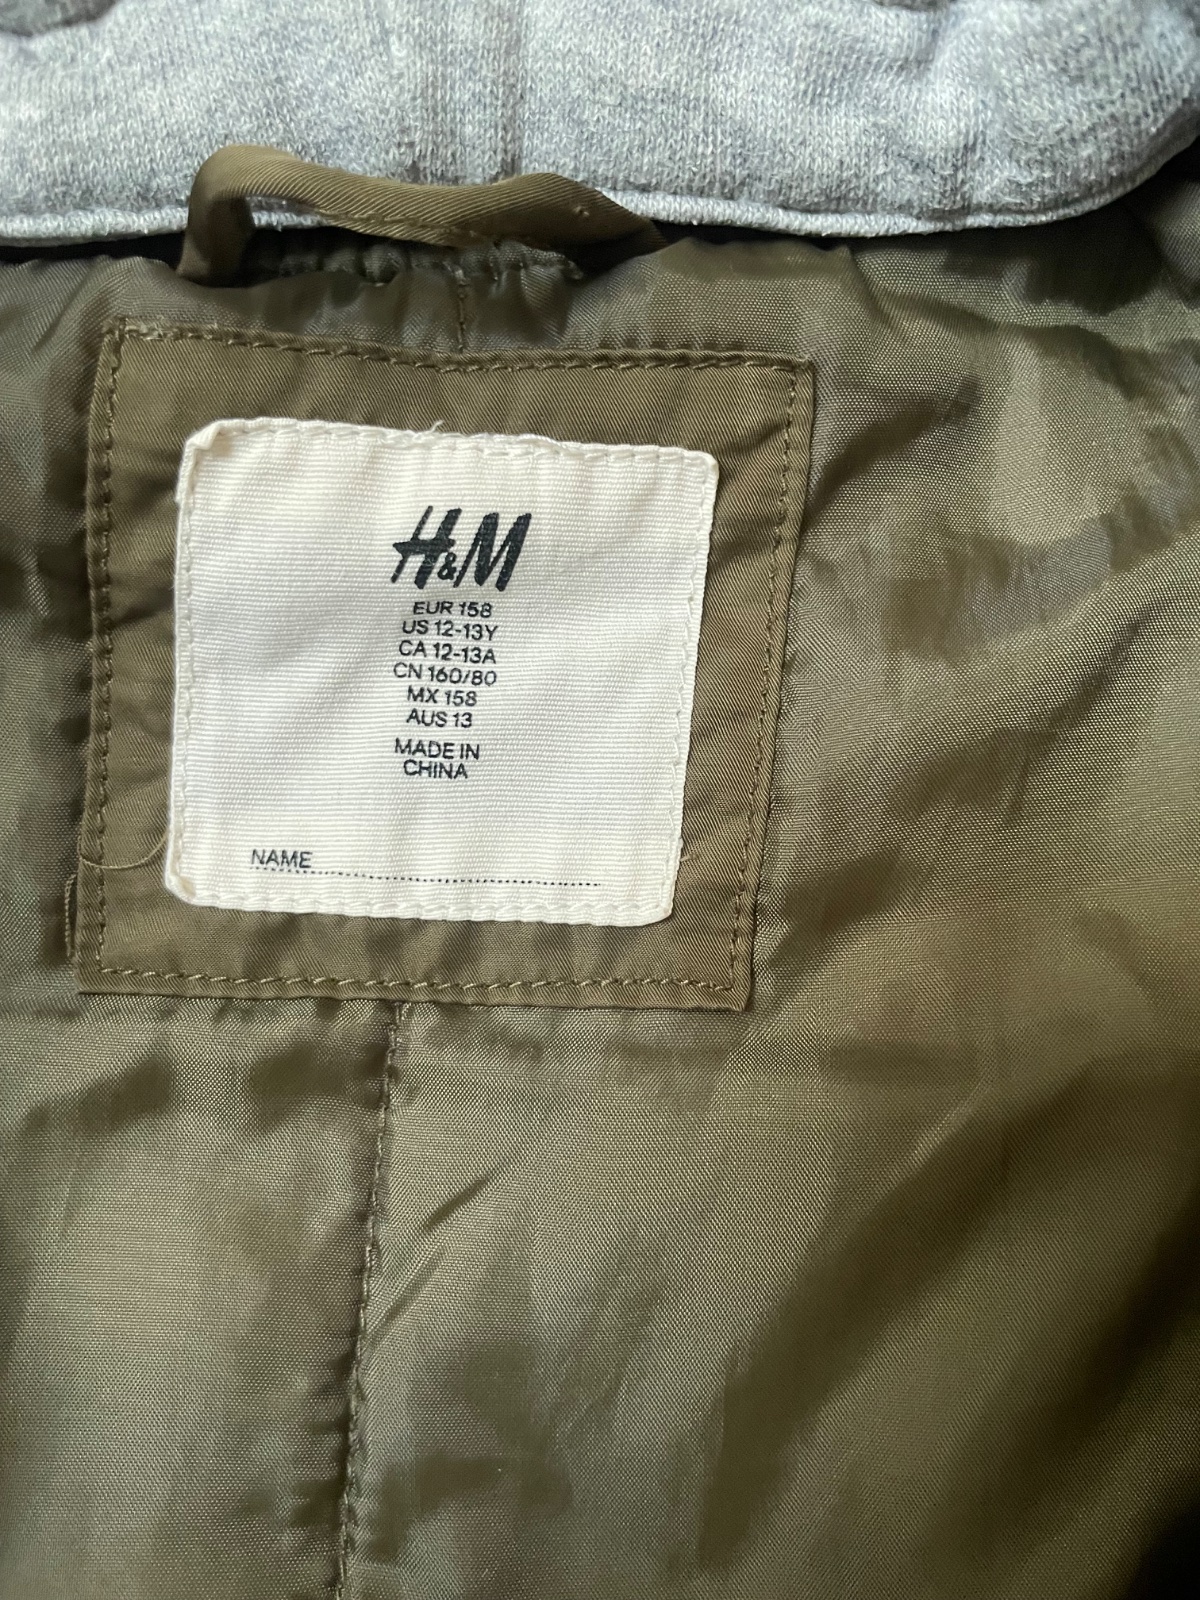 H&M
EUR 158
US 12-13Y
CA 12-13A
CN 160/80
MX 158
AUS 13
MADE IN
CHINA
NAME